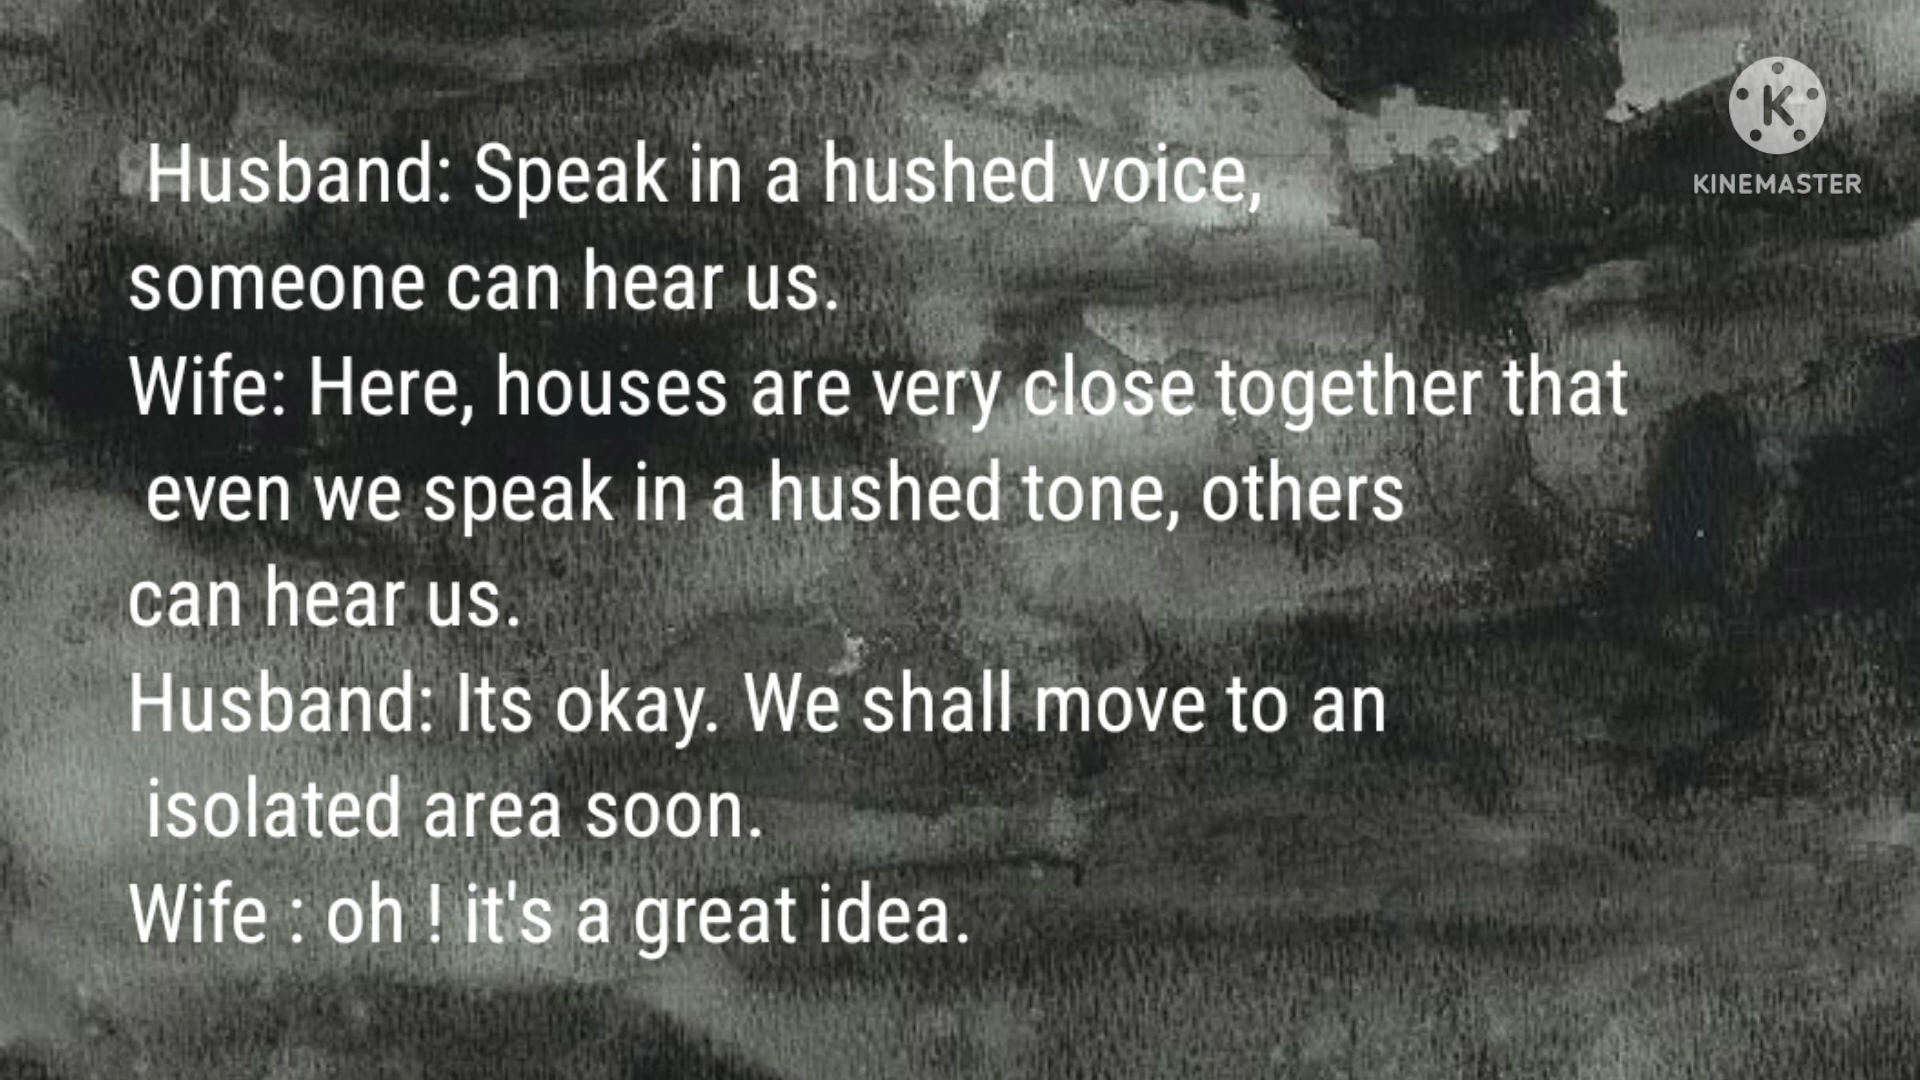 Husband: Speak in a hushed voice,
someone can hear us.
Wife: Here, houses are very close together that
even we speak in a hushed tone, others
can hear us.
Husband: Its okay. We shall move to an
isolated area soon.
Wife : oh ! it's a great idea.
K
KINEMASTER